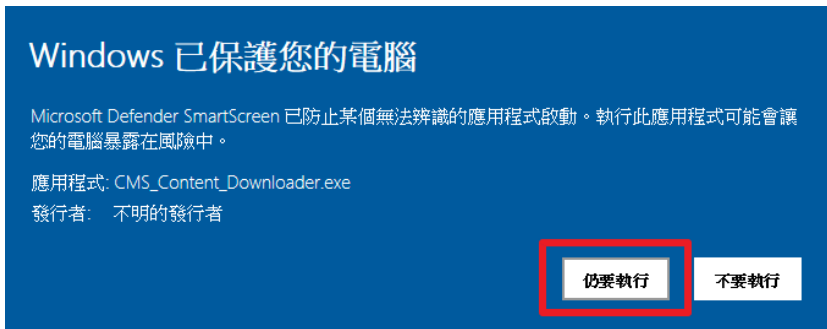 Windows 已保護您的電腦
Microsoft Defender SmartScreen 已防止某個無法辨識的應用程式啟動。執行此應用程式可能會讓
您的電腦暴露在風險中。
應用程式: CMS_Content_Downloader.exe
發行者: 不明的發行者
仍要執行 不要執行